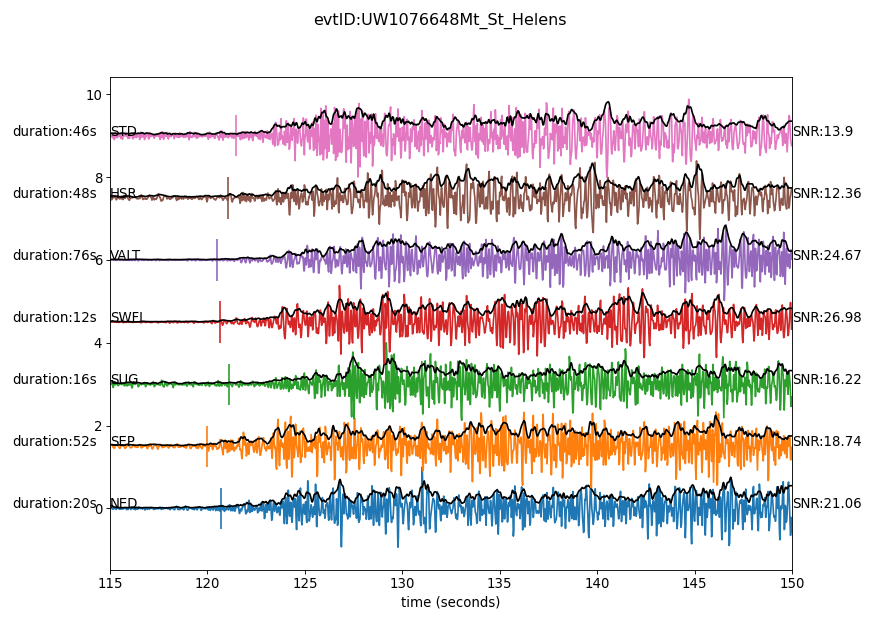 evtID:UW1076648Mt_St_Helens
10
duration:46s STD SNR:13.9
8
duration:48s HSR SNR:12.36
duration:76s VALT SNR:24.67
6
duration:12s SWFL SNR:26.98
4
duration:16s SUG SNR:16.22
2
duration:52s SEP SNR:18.74
duration:20s NED SNR:21.06
0
115 120 125 130 135 140 145 150
time (seconds)